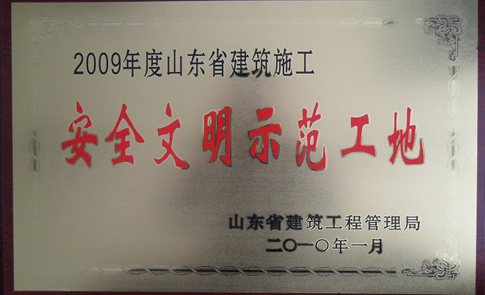 2009年度山东省建筑施工
安全文明示范工地
山东省建筑工程管理局
二〇一〇年一月